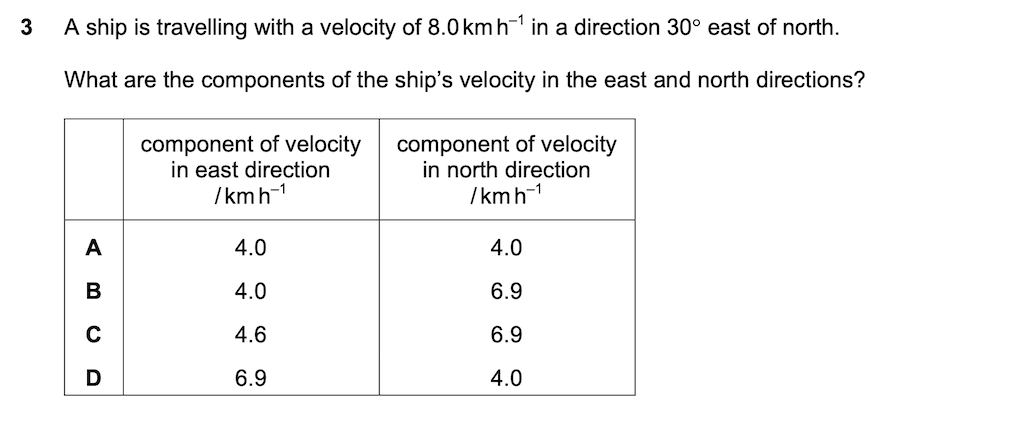 3 A ship is travelling with a velocity of 8.0 km h⁻¹ in a direction 30° east of north.
What are the components of the ship's velocity in the east and north directions?
component of velocity in east direction / km h⁻¹ component of velocity in north direction / km h⁻¹
A 4.0 4.0
B 4.0 6.9
C 4.6 6.9
D 6.9 4.0